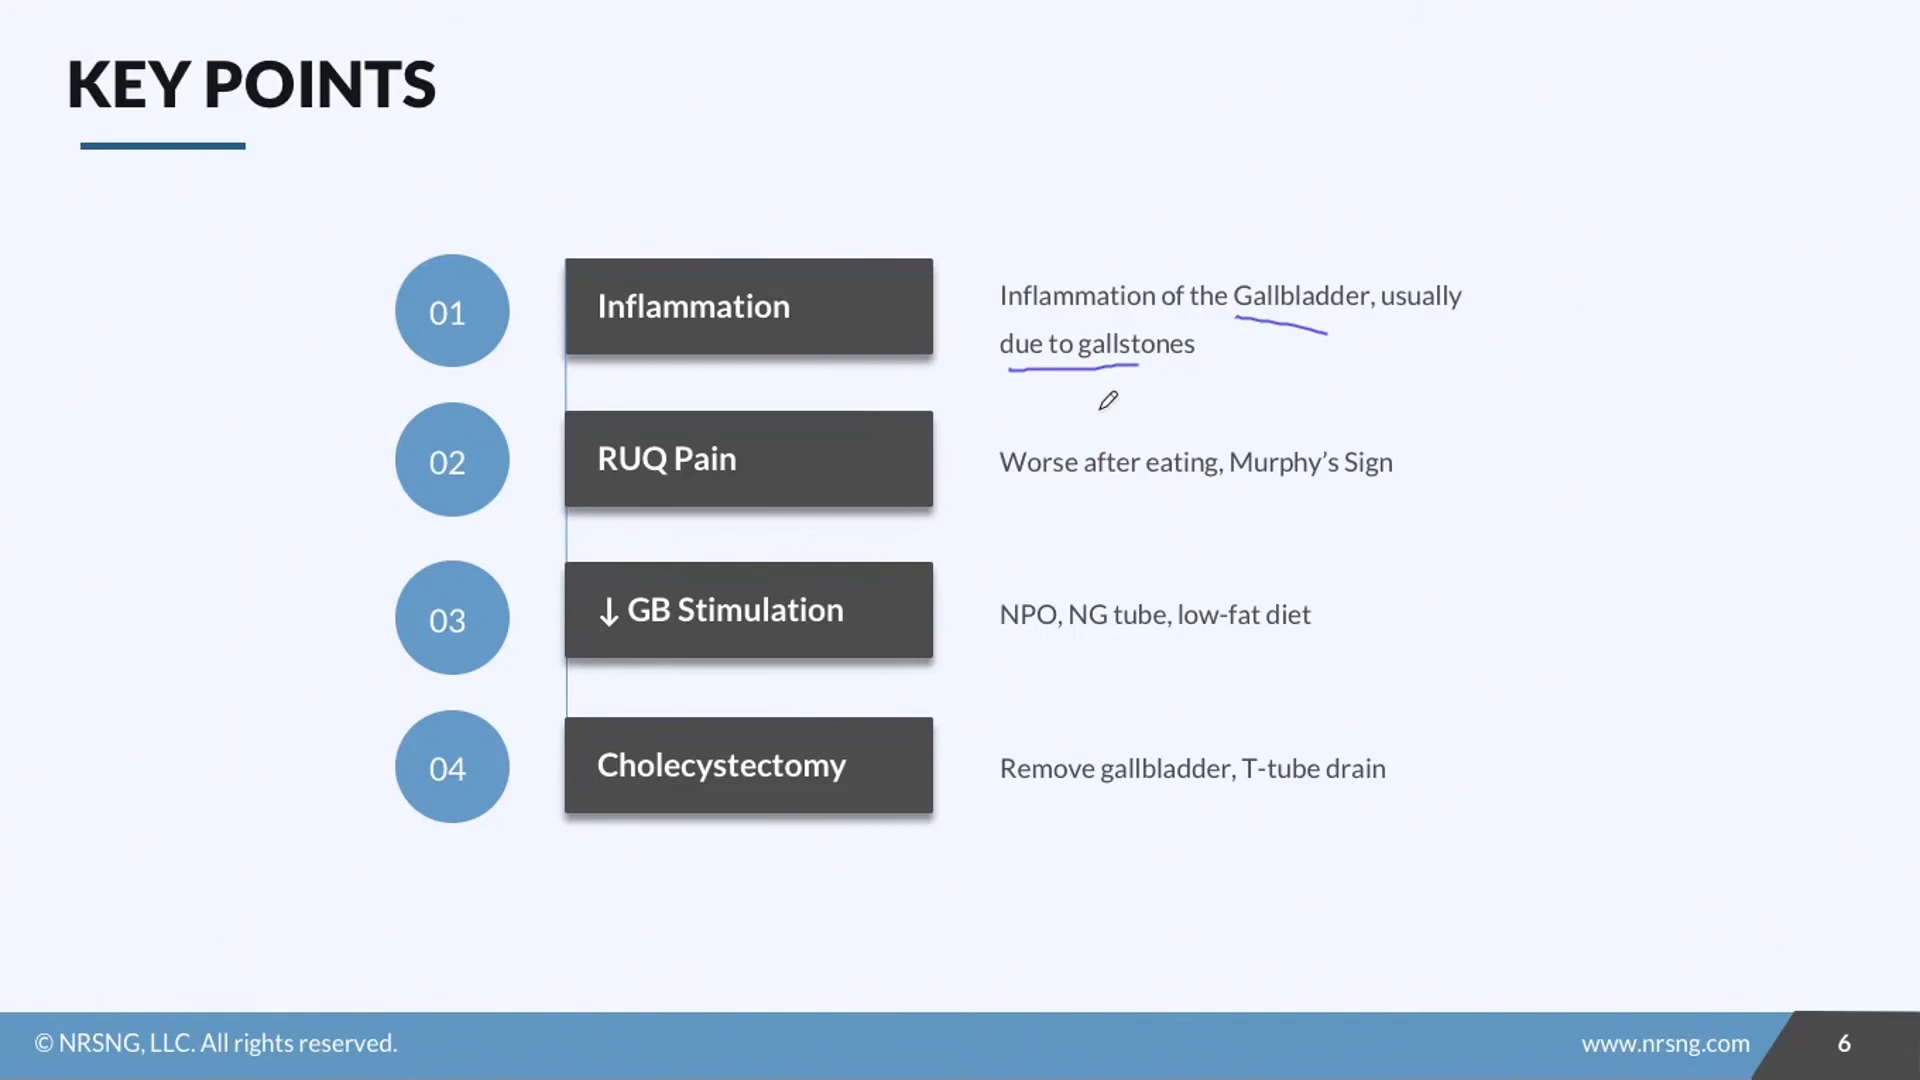 KEY POINTS
01
Inflammation
Inflammation of the Gallbladder, usually
due to gallstones
02
RUQ Pain
Worse after eating, Murphy’s Sign
03
↓ GB Stimulation
NPO, NG tube, low-fat diet
04
Cholecystectomy
Remove gallbladder, T-tube drain
© NRSNG, LLC. All rights reserved.
www.nrsng.com
6